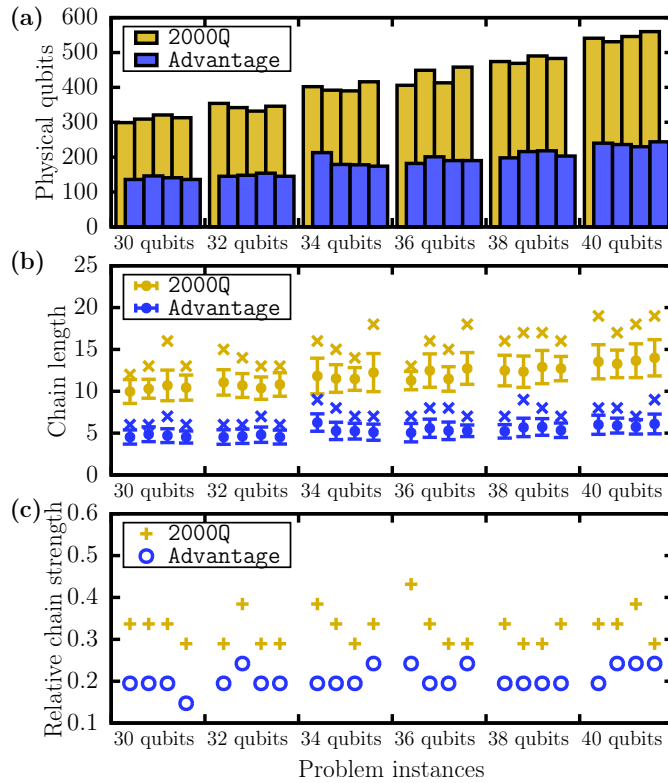 (a)
Physical qubits
600
500
400
300
200
100
0
2000Q
Advantage
30 qubits 32 qubits 34 qubits 36 qubits 38 qubits 40 qubits
(b)
Chain length
25
20
15
10
5
0
2000Q
Advantage
30 qubits 32 qubits 34 qubits 36 qubits 38 qubits 40 qubits
(c)
Relative chain strength
0.6
0.5
0.4
0.3
0.2
0.1
2000Q
Advantage
30 qubits 32 qubits 34 qubits 36 qubits 38 qubits 40 qubits
Problem instances